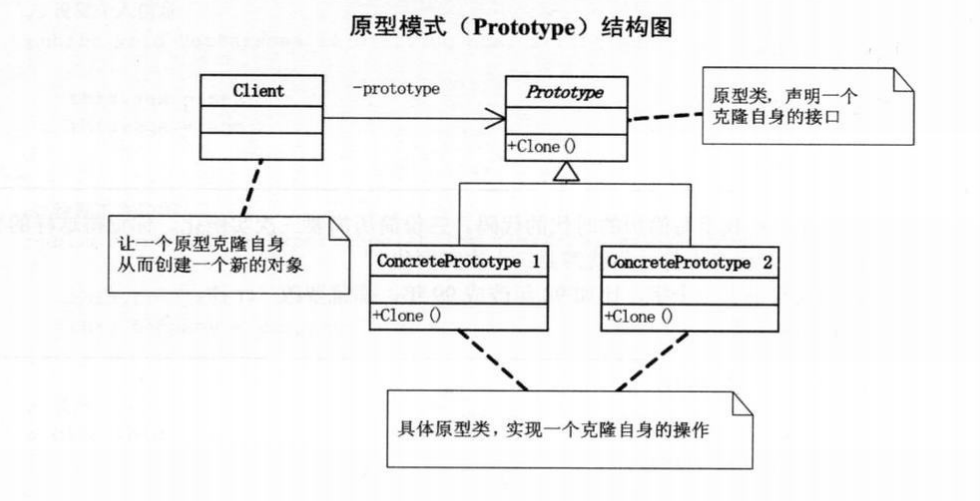 原型模式（Prototype）结构图
Client
-prototype
Prototype
+Clone()
原型类，声明一个
克隆自身的接口
让一个原型克隆自身
从而创建一个新的对象
ConcretePrototype 1
+Clone()
ConcretePrototype 2
+Clone()
具体原型类，实现一个克隆自身的操作